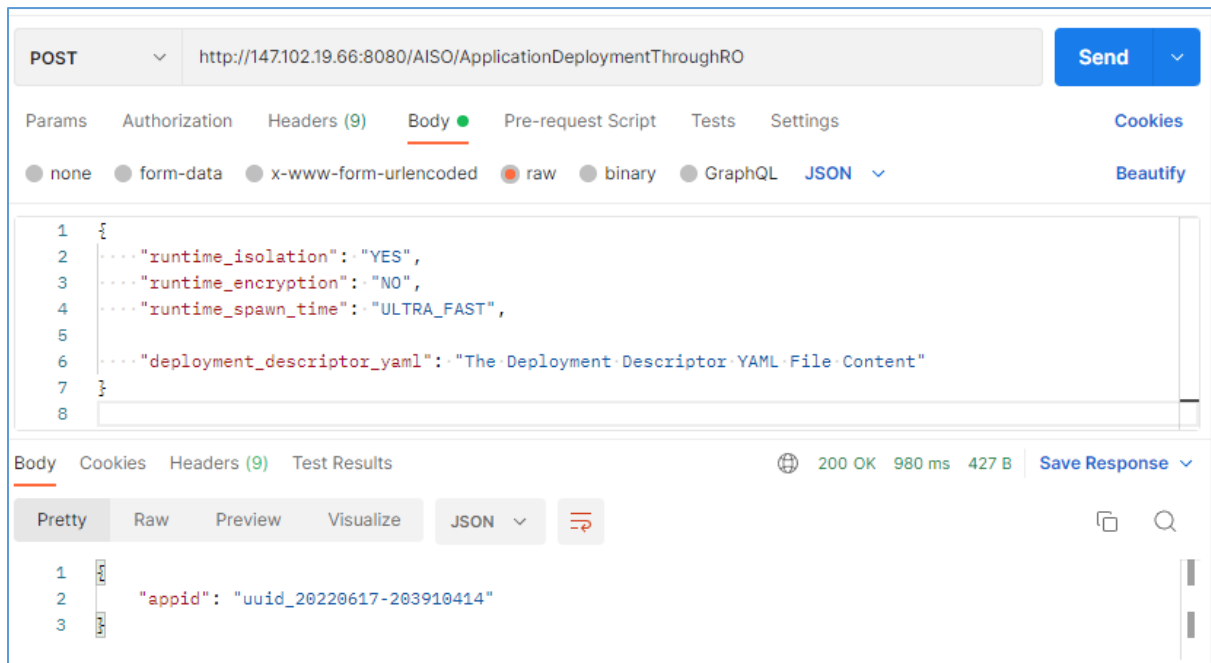 POST http://147.102.19.66:8080/AISO/ApplicationDeploymentThroughRO Send
Params Authorization Headers (9) Body Pre-request Script Tests Settings Cookies
none form-data x-www-form-urlencoded raw binary GraphQL JSON Beautify
1 {
2 "runtime_isolation": "YES",
3 "runtime_encryption": "NO",
4 "runtime_spawn_time": "ULTRA_FAST",
5
6 "deployment_descriptor_yaml": "The Deployment Descriptor YAML File Content"
7 }
8
Body Cookies Headers (9) Test Results 200 OK 980 ms 427 B Save Response
Pretty Raw Preview Visualize JSON
1 {
2 "appid": "uuid_20220617-203910414"
3 }